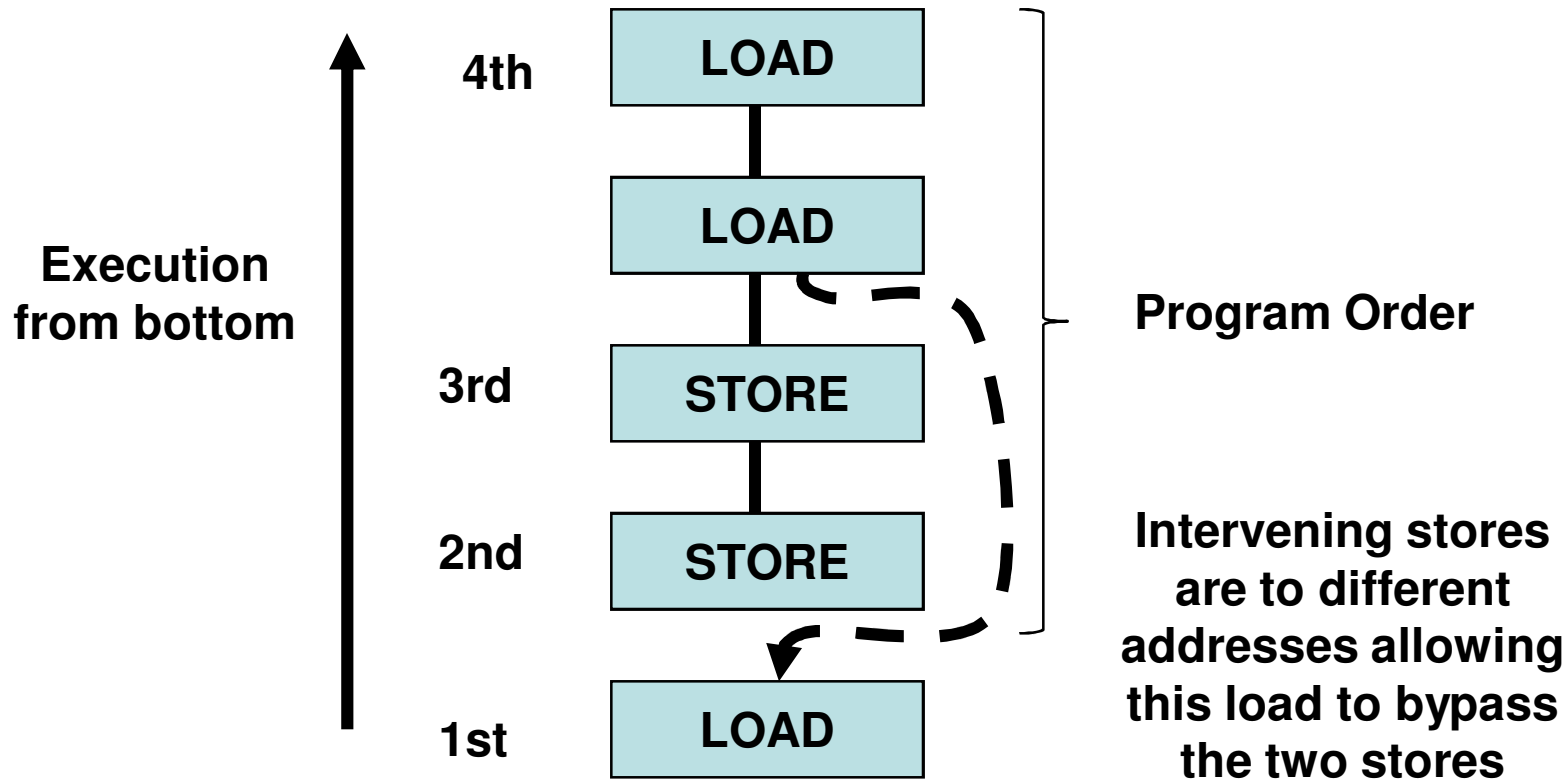 4th
LOAD
LOAD
Execution
from bottom
Program Order
3rd
STORE
2nd
STORE
Intervening stores
are to different
addresses allowing
this load to bypass
the two stores
1st
LOAD